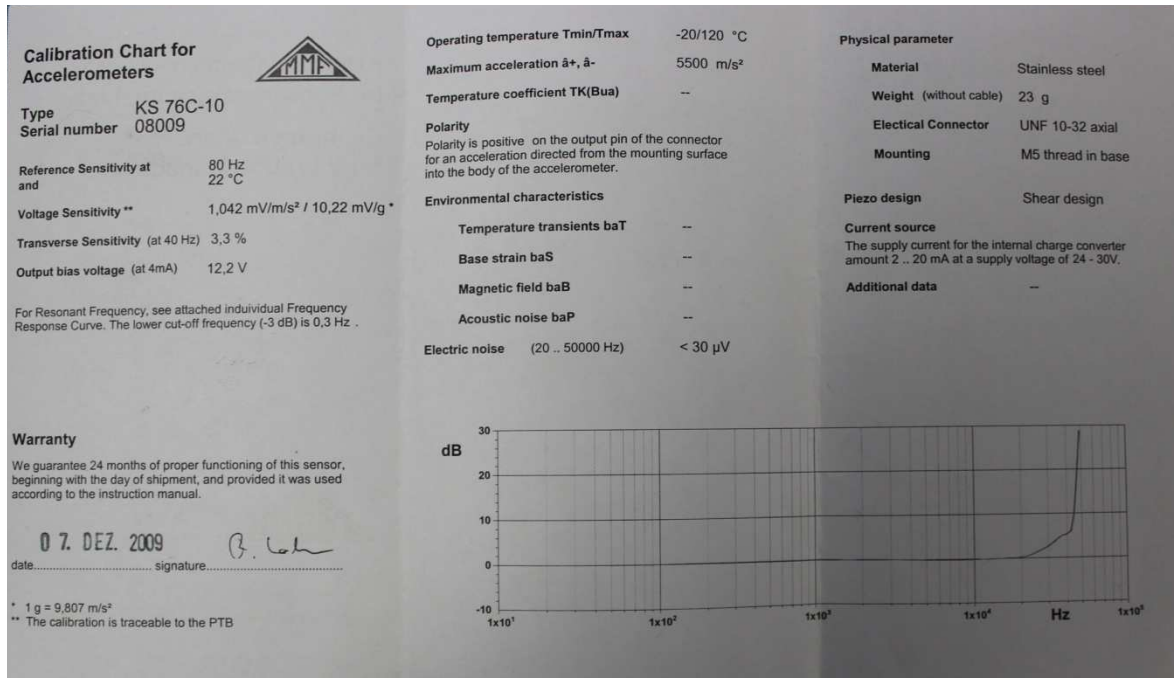 Calibration Chart for
Accelerometers
MMF
Type KS 76C-10
Serial number 08009
Reference Sensitivity at 80 Hz
and 22 °C
Voltage Sensitivity ** 1,042 mV/m/s² / 10,22 mV/g *
Transverse Sensitivity (at 40 Hz) 3,3 %
Output bias voltage (at 4mA) 12,2 V
For Resonant Frequency, see attached induividual Frequency
Response Curve. The lower cut-off frequency (-3 dB) is 0,3 Hz .
Warranty
We guarantee 24 months of proper functioning of this sensor,
beginning with the day of shipment, and provided it was used
according to the instruction manual.
0 7. DEZ. 2009
date.............................. signature..................................
* 1 g = 9,807 m/s²
** The calibration is traceable to the PTB
Operating temperature Tmin/Tmax -20/120 °C
Maximum acceleration â+, â- 5500 m/s²
Temperature coefficient TK(Bua) --
Polarity
Polarity is positive on the output pin of the connector
for an acceleration directed from the mounting surface
into the body of the accelerometer.
Environmental characteristics
Temperature transients baT --
Base strain baS --
Magnetic field baB --
Acoustic noise baP --
Electric noise (20 .. 50000 Hz) < 30 µV
Physical parameter
Material Stainless steel
Weight (without cable) 23 g
Electical Connector UNF 10-32 axial
Mounting M5 thread in base
Piezo design Shear design
Current source
The supply current for the internal charge converter
amount 2 .. 20 mA at a supply voltage of 24 - 30V.
Additional data --
dB
30
20
10
0
-10
1x10¹ 1x10² 1x10³ 1x10⁴ Hz 1x10⁵